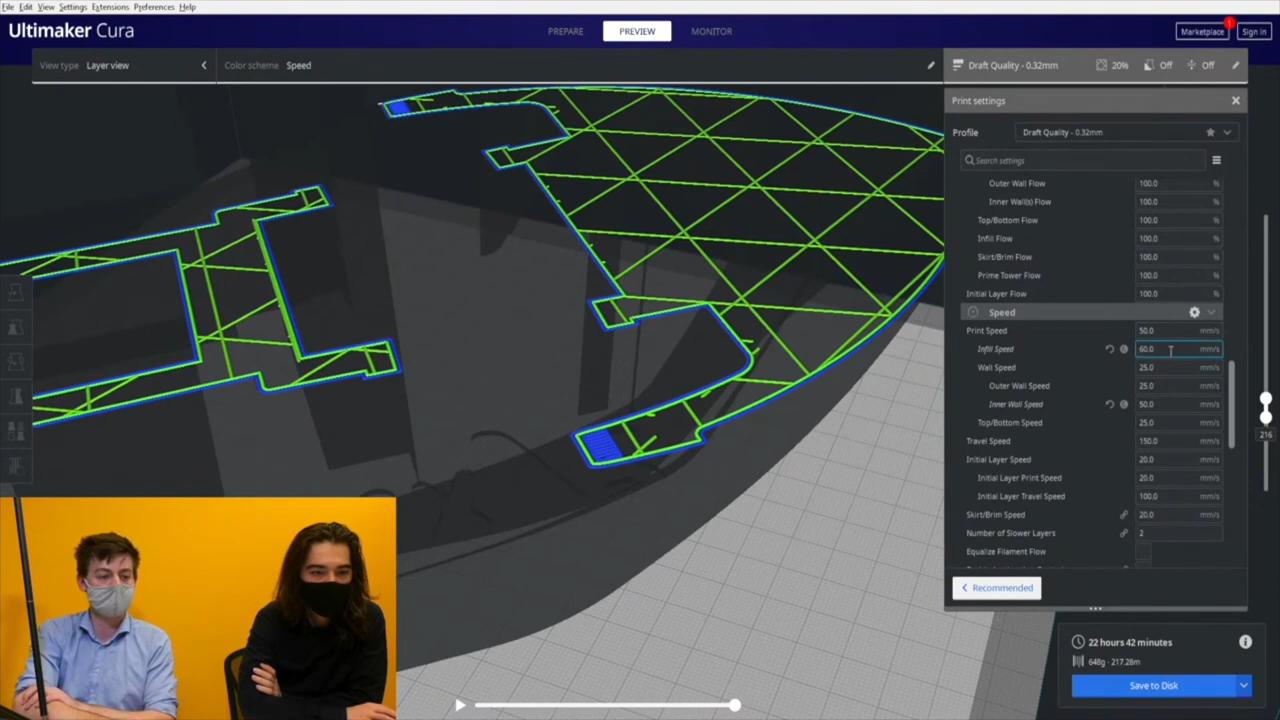 File Edit View Settings Extensions Preferences Help
Ultimaker Cura
PREPARE PREVIEW MONITOR
Marketplace 1 Sign in
View type Layer view Color scheme Speed
Draft Quality - 0.32mm 20% Off Off
Print settings
Profile Draft Quality - 0.32mm
Search settings
Outer Wall Flow 100.0 %
Inner Wall(s) Flow 100.0 %
Top/Bottom Flow 100.0 %
Infill Flow 100.0 %
Skirt/Brim Flow 100.0 %
Prime Tower Flow 100.0 %
Initial Layer Flow 100.0 %
Speed
Print Speed 50.0 mm/s
Infill Speed 60.0 mm/s
Wall Speed 25.0 mm/s
Outer Wall Speed 25.0 mm/s
Inner Wall Speed 50.0 mm/s
Top/Bottom Speed 25.0 mm/s
Travel Speed 150.0 mm/s
Initial Layer Speed 20.0 mm/s
Initial Layer Print Speed 20.0 mm/s
Initial Layer Travel Speed 100.0 mm/s
Skirt/Brim Speed 20.0 mm/s
Number of Slower Layers 2
Equalize Filament Flow
216
Recommended
22 hours 42 minutes
648g · 217.28m
Save to Disk